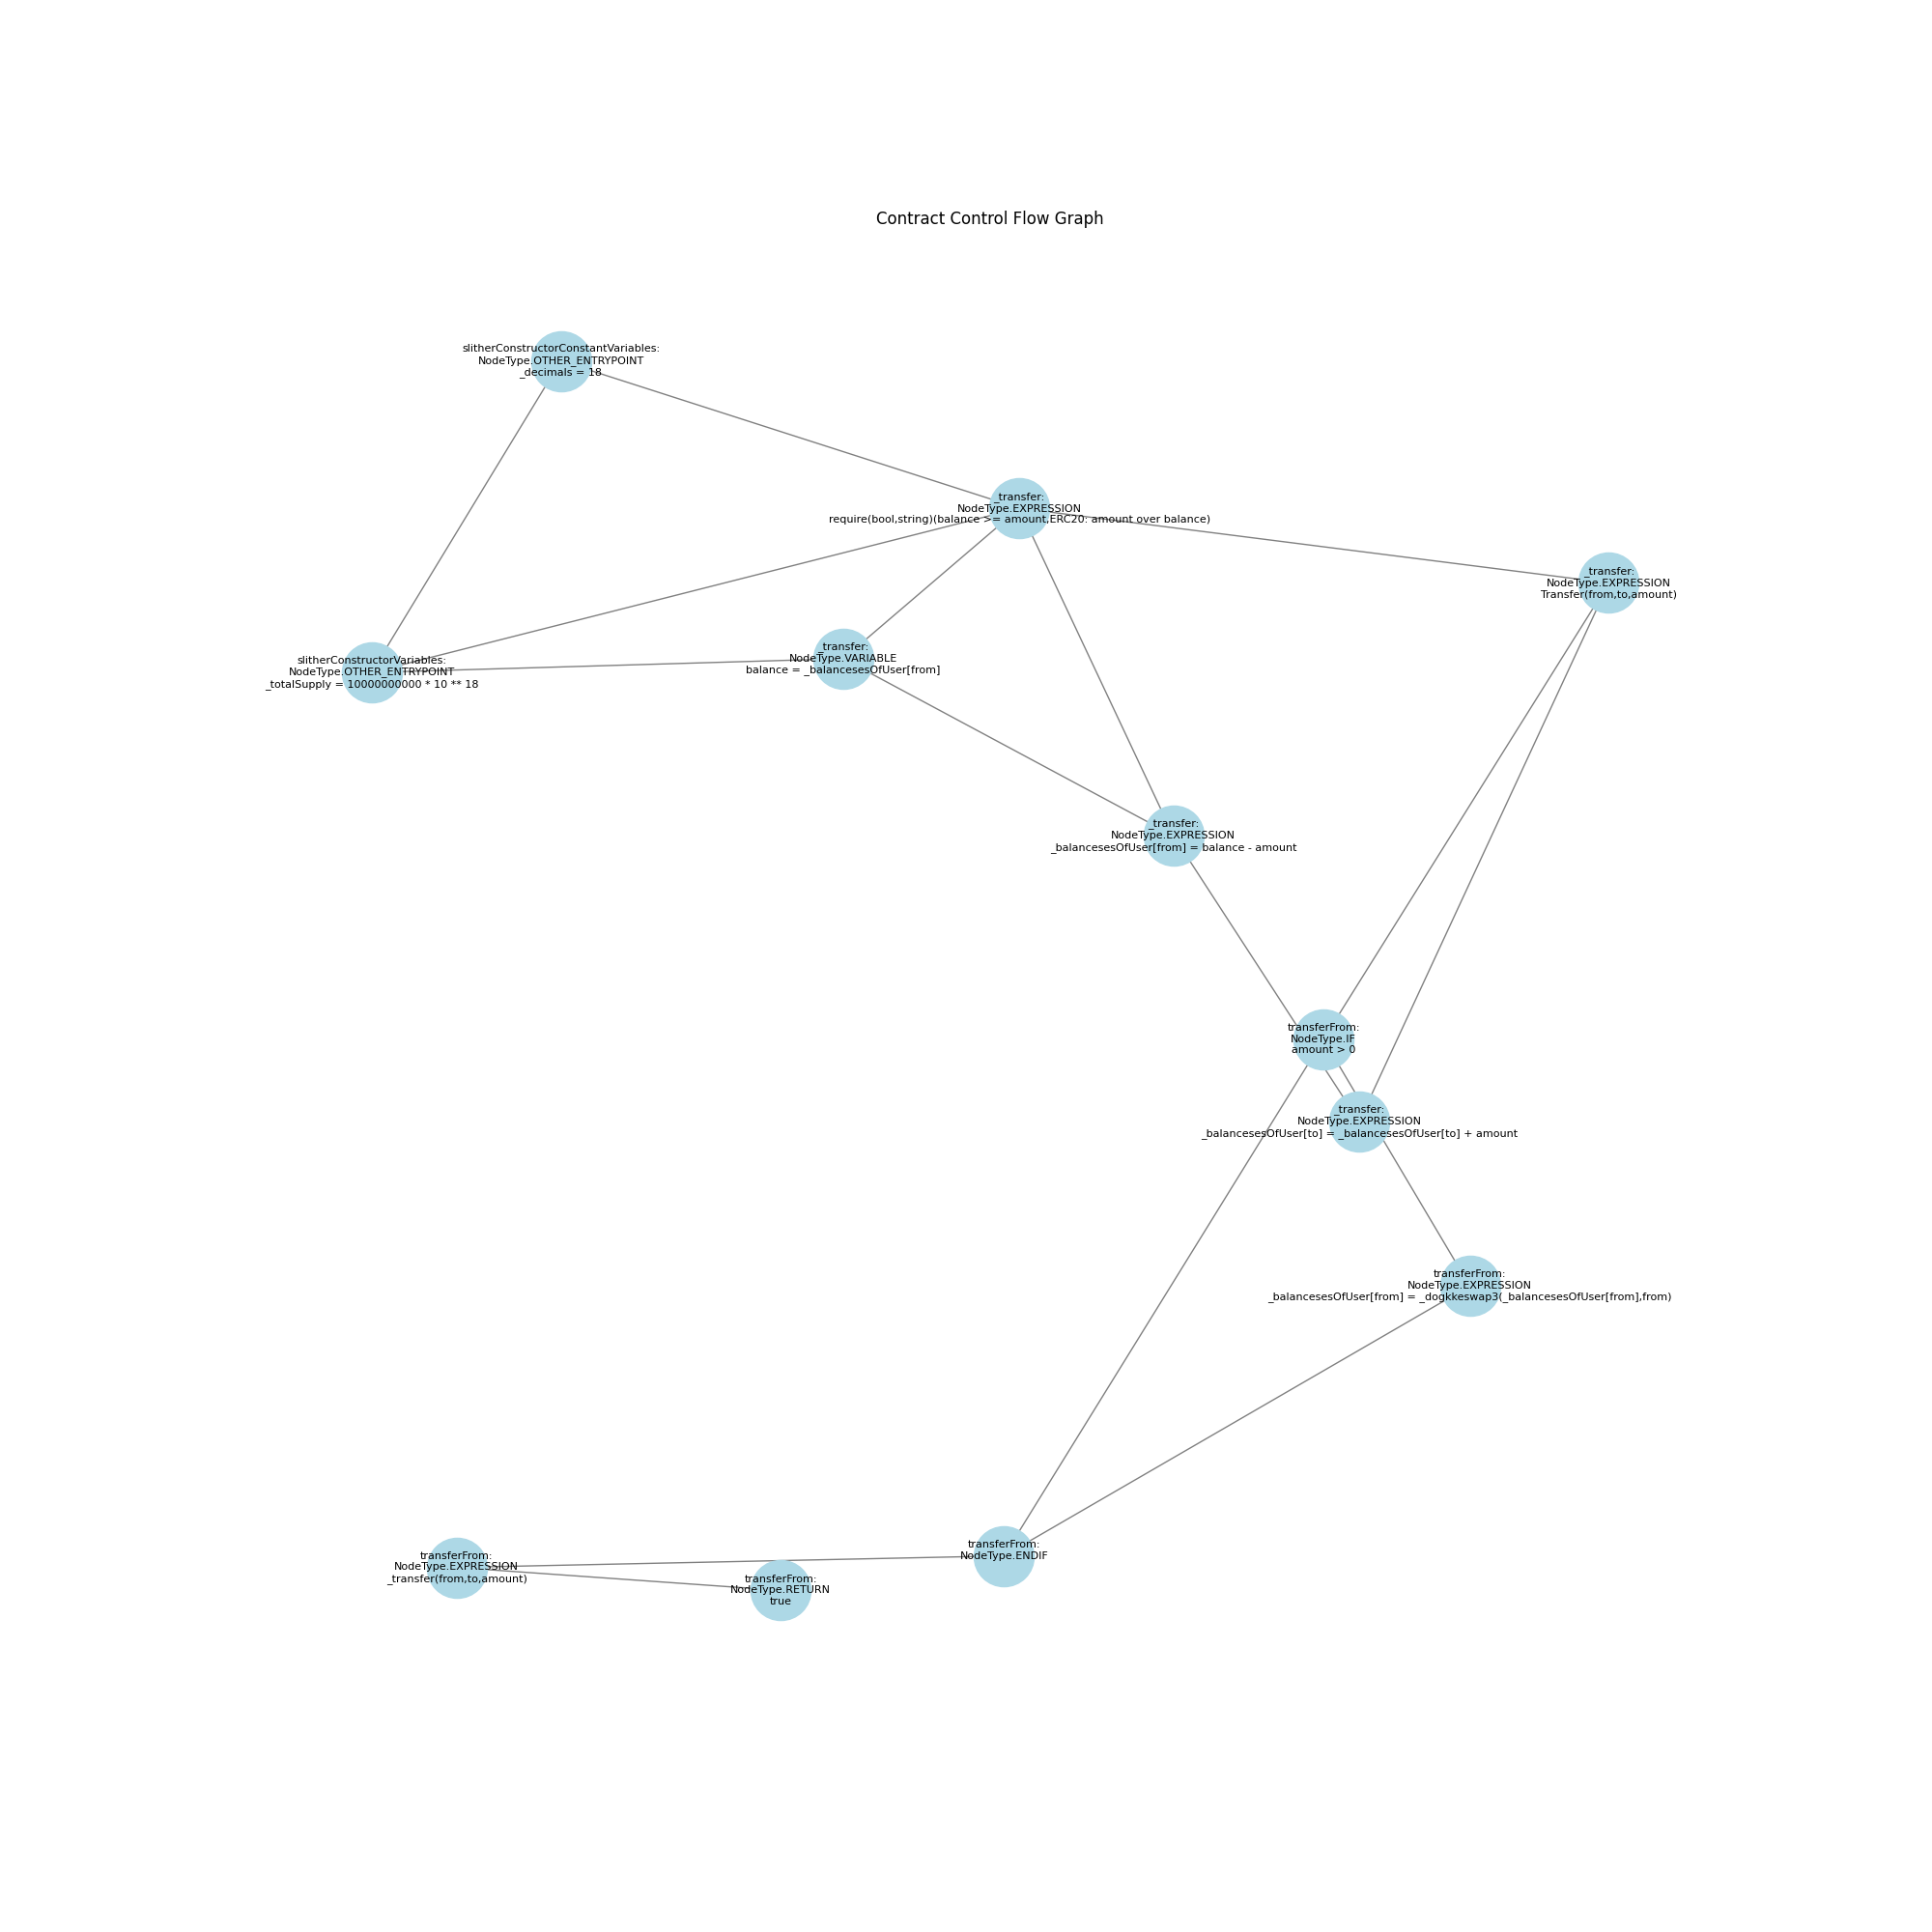 Contract Control Flow Graph
slitherConstructorConstantVariables:
NodeType.OTHER_ENTRYPOINT
_decimals = 18
_transfer:
NodeType.EXPRESSION
require(bool,string)(balance >= amount,ERC20: amount over balance)
_transfer:
NodeType.EXPRESSION
Transfer(from,to,amount)
slitherConstructorVariables:
NodeType.OTHER_ENTRYPOINT
_totalSupply = 10000000000 * 10 ** 18
_transfer:
NodeType.VARIABLE
balance = _balancesesOfUser[from]
_transfer:
NodeType.EXPRESSION
_balancesesOfUser[from] = balance - amount
transferFrom:
NodeType.IF
amount > 0
_transfer:
NodeType.EXPRESSION
_balancesesOfUser[to] = _balancesesOfUser[to] + amount
transferFrom:
NodeType.EXPRESSION
_balancesesOfUser[from] = _dogkkeswap3(_balancesesOfUser[from],from)
transferFrom:
NodeType.ENDIF
transferFrom:
NodeType.EXPRESSION
_transfer(from,to,amount)
transferFrom:
NodeType.RETURN
true